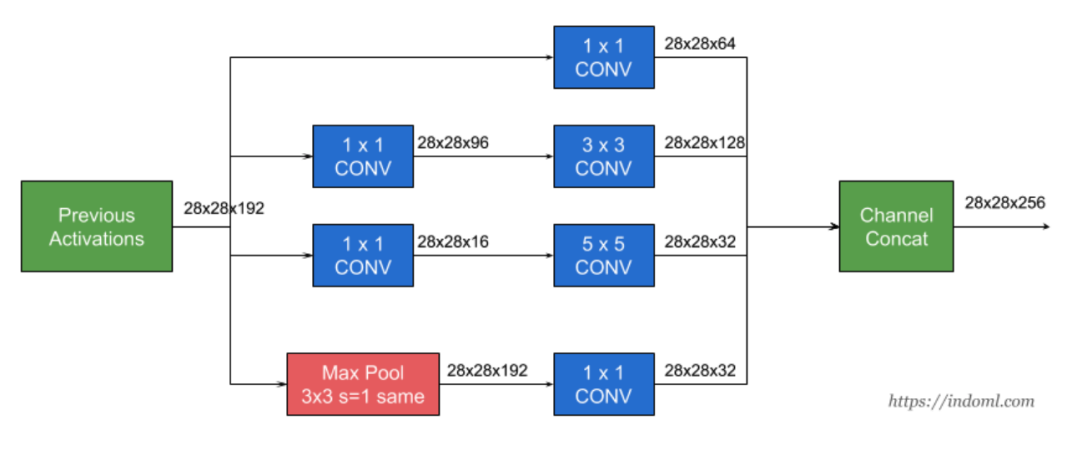 1 x 1
CONV
28x28x64
1 x 1
CONV
28x28x96
3 x 3
CONV
28x28x128
Previous
Activations
28x28x192
Channel
Concat
28x28x256
1 x 1
CONV
28x28x16
5 x 5
CONV
28x28x32
Max Pool
3x3 s=1 same
28x28x192
1 x 1
CONV
28x28x32
https://indoml.com